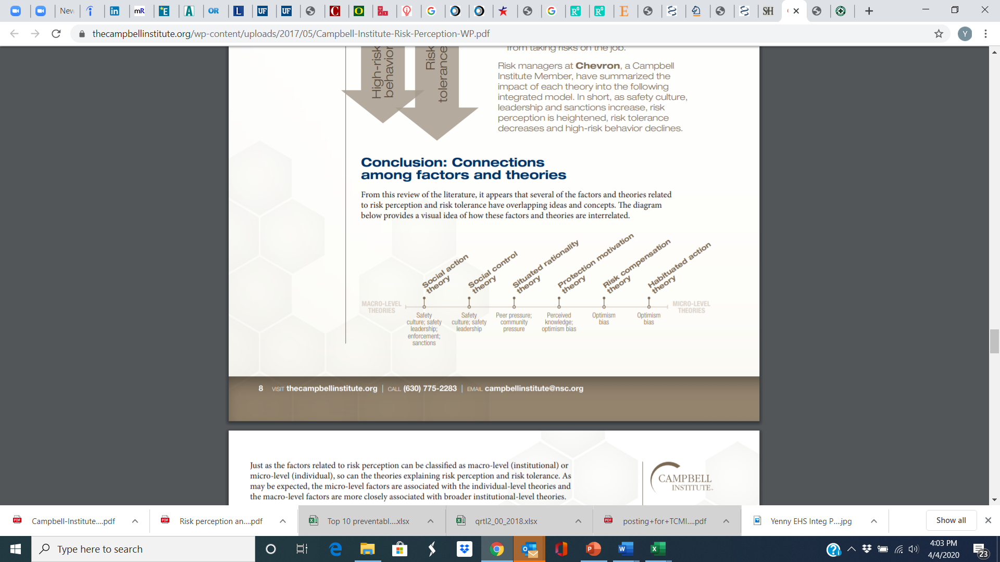 New
thecampbellinstitute.org/wp-content/uploads/2017/05/Campbell-Institute-Risk-Perception-WP.pdf
Y
High-risk
behavior
Risk
tolerance
from taking risks on the job.
Risk managers at Chevron, a Campbell
Institute Member, have summarized the
impact of each theory into the following
integrated model. In short, as safety culture,
leadership and sanctions increase, risk
perception is heightened, risk tolerance
decreases and high-risk behavior declines.
Conclusion: Connections
among factors and theories
From this review of the literature, it appears that several of the factors and theories related
to risk perception and risk tolerance have overlapping ideas and concepts. The diagram
below provides a visual idea of how these factors and theories are interrelated.
Social action
theory
Social control
theory
Situated rationality
theory
Protection motivation
theory
Risk compensation
theory
Habituated action
theory
MACRO-LEVEL
THEORIES
MICRO-LEVEL
THEORIES
Safety
culture; safety
leadership;
enforcement;
sanctions
Safety
culture; safety
leadership
Peer pressure;
community
pressure
Perceived
knowledge;
optimism bias
Optimism
bias
Optimism
bias
8 VISIT thecampbellinstitute.org | CALL (630) 775-2283 | EMAIL campbellinstitute@nsc.org
Just as the factors related to risk perception can be classified as macro-level (institutional) or
micro-level (individual), so can the theories explaining risk perception and risk tolerance. As
may be expected, the micro-level factors are associated with the individual-level theories and
the macro-level factors are more closely associated with broader institutional-level theories.
CAMPBELL
INSTITUTE
Campbell-Institute....pdf
Risk perception an....pdf
Top 10 preventabl....xlsx
qrtl2_00_2018.xlsx
posting+for+TCMI....pdf
Yenny EHS Integ P....jpg
Show all
Type here to search
4:03 PM
4/4/2020
23